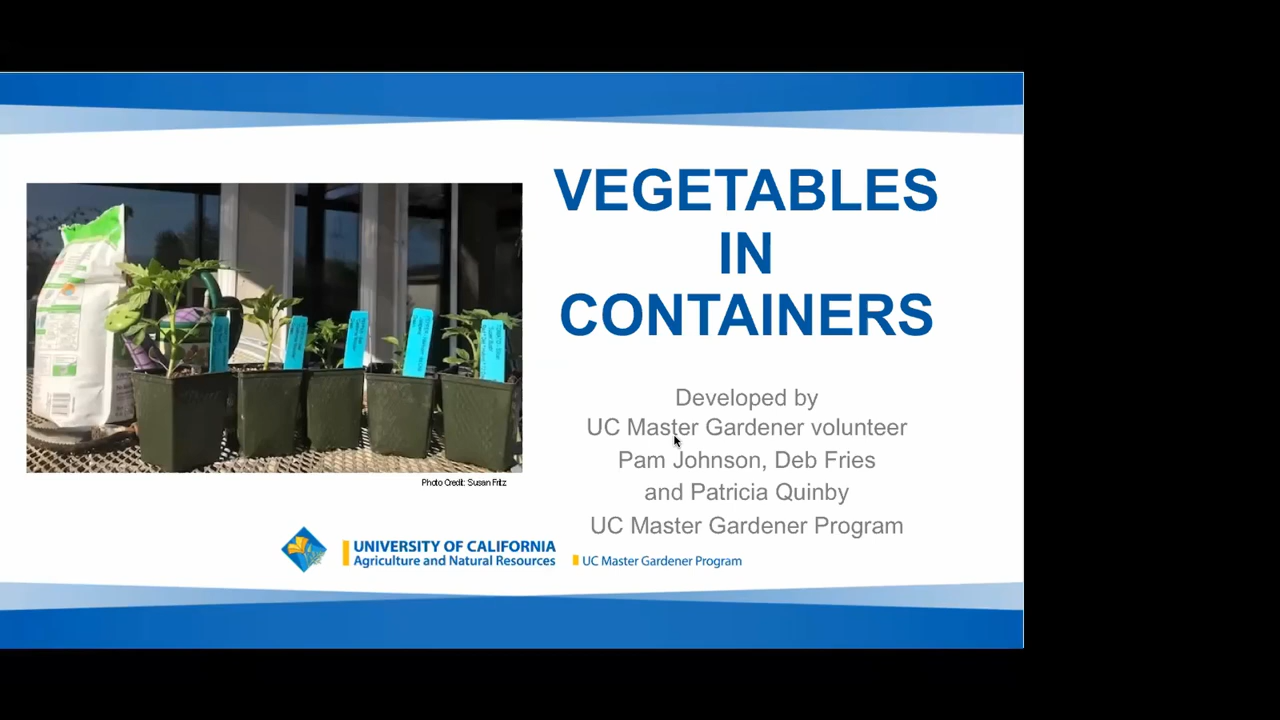 VEGETABLES
IN
CONTAINERS
Developed by
UC Master Gardener volunteer
Pam Johnson, Deb Fries
and Patricia Quinby
UC Master Gardener Program
Photo Credit: Susan Fritz
UNIVERSITY OF CALIFORNIA
Agriculture and Natural Resources
UC Master Gardener Program